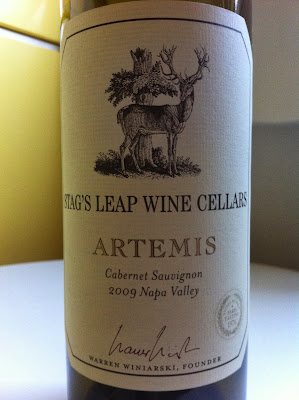 STAG'S LEAP WINE CELLARS
ARTEMIS
Cabernet Sauvignon
2009 Napa Valley
WARREN WINIARSKI, FOUNDER